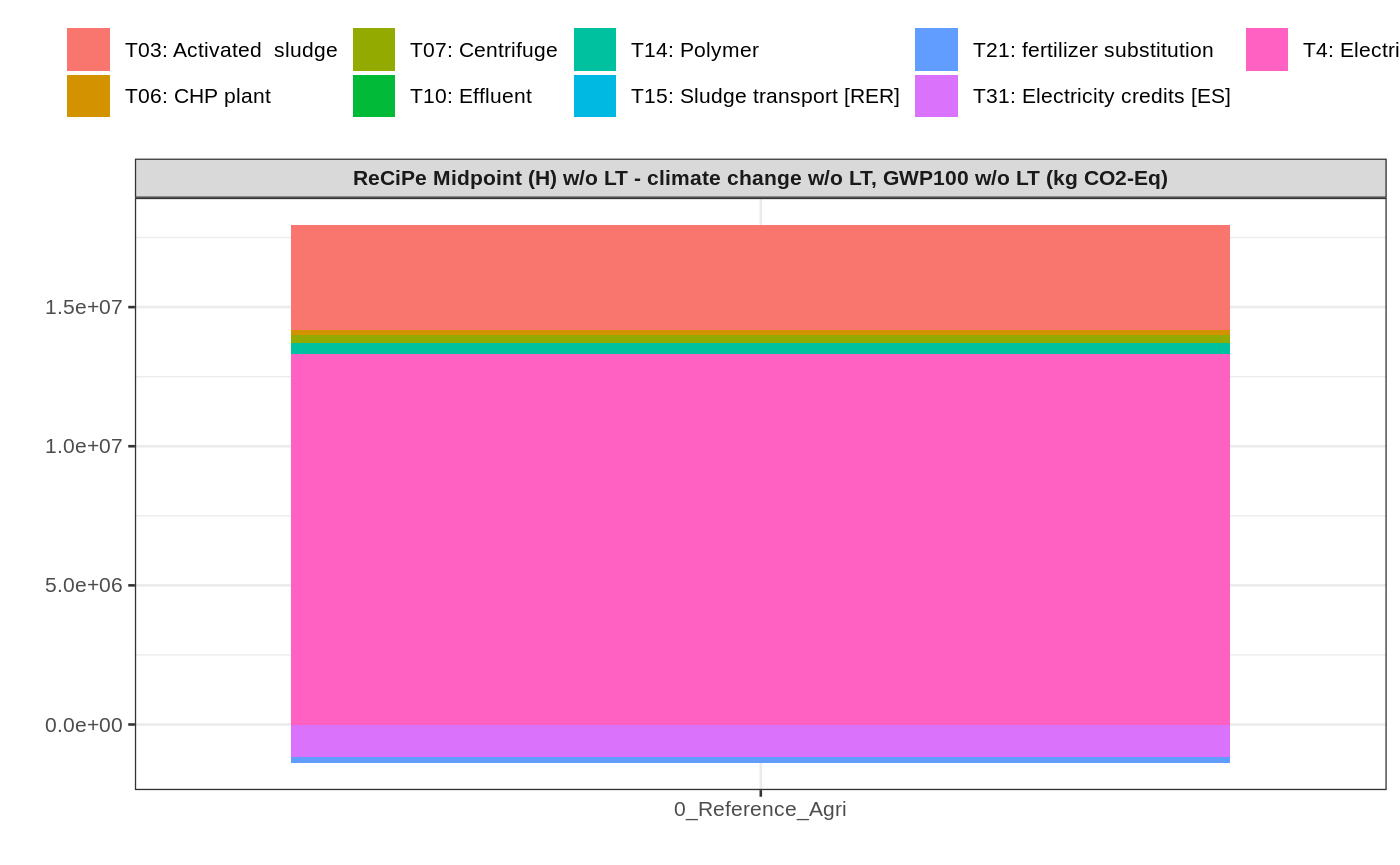 T03: Activated  sludge T07: Centrifuge T14: Polymer T21: fertilizer substitution T4: Electri
T06: CHP plant T10: Effluent T15: Sludge transport [RER] T31: Electricity credits [ES]
ReCiPe Midpoint (H) w/o LT - climate change w/o LT, GWP100 w/o LT (kg CO2-Eq)
1.5e+07
1.0e+07
5.0e+06
0.0e+00
0_Reference_Agri